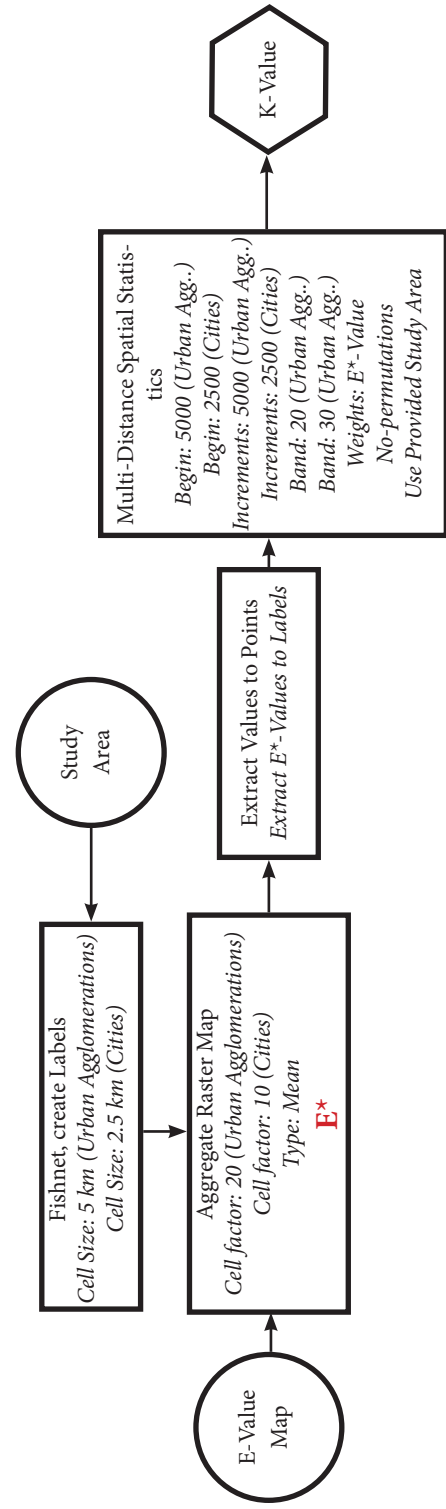 Study
Area
Fishnet, create Labels
Cell Size: 5 km (Urban Agglomerations)
Cell Size: 2.5 km (Cities)
E-Value
Map
Aggregate Raster Map
Cell factor: 20 (Urban Agglomerations)
Cell factor: 10 (Cities)
Type: Mean
E*
Extract Values to Points
Extract E*-Values to Labels
Multi-Distance Spatial Statis-
tics
Begin: 5000 (Urban Agg..)
Begin: 2500 (Cities)
Increments: 5000 (Urban Agg..)
Increments: 2500 (Cities)
Band: 20 (Urban Agg..)
Band: 30 (Urban Agg..)
Weights: E*-Value
No-permutations
Use Provided Study Area
K-Value